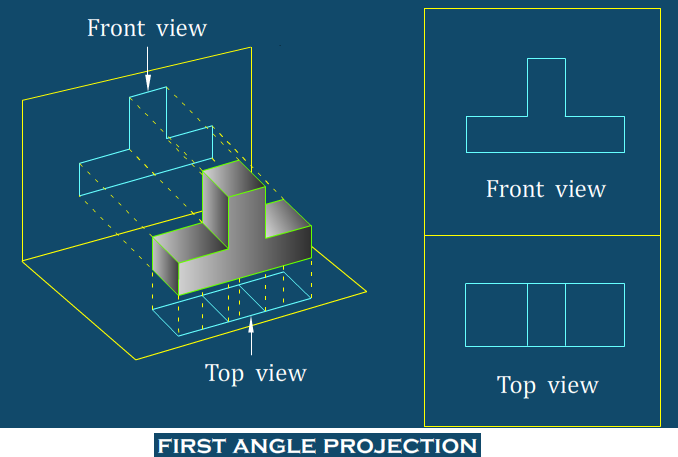 Front view
Front view
Top view
Top view
FIRST ANGLE PROJECTION